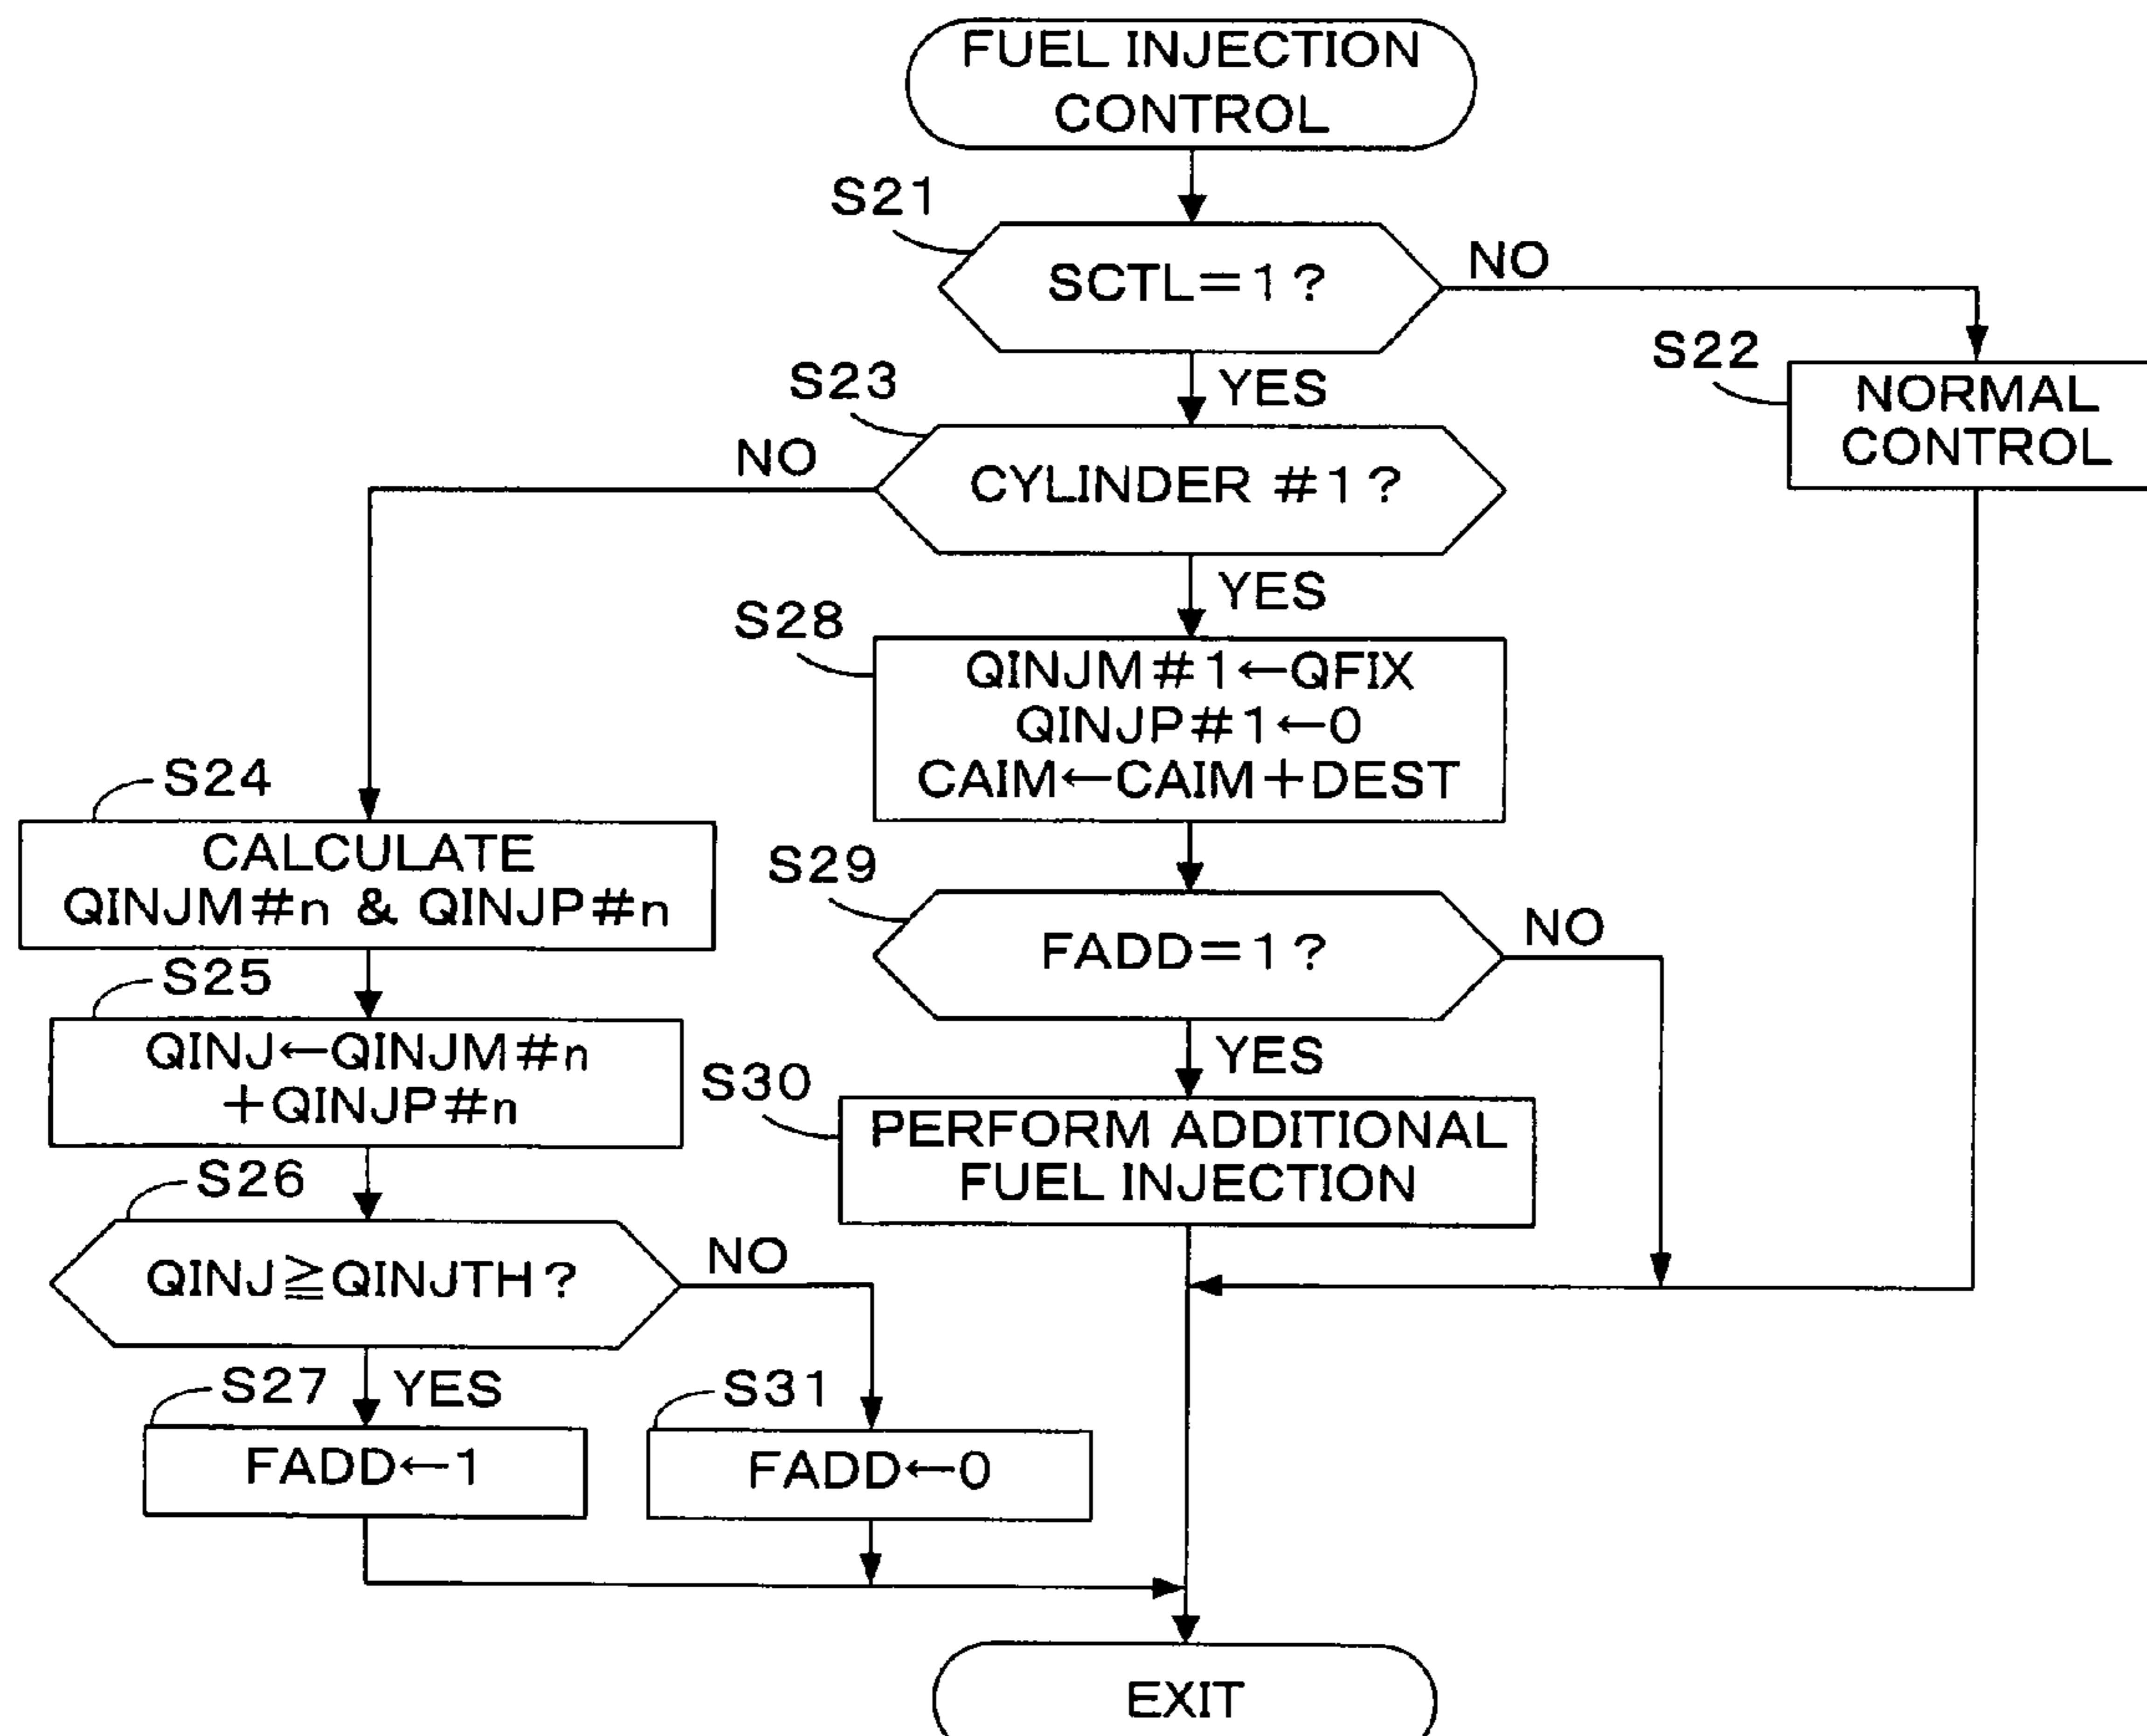 FUEL INJECTION
CONTROL
S21
SCTL=1?
NO
YES
S22
NORMAL
CONTROL
S23
NO
CYLINDER #1?
YES
S28
QINJM#1←QFIX
QINJP#1←0
CAIM←CAIM+DEST
S24
CALCULATE
QINJM#n & QINJP#n
S29
FADD=1?
NO
YES
S25
QINJ←QINJM#n
+QINJP#n
S30
PERFORM ADDITIONAL
FUEL INJECTION
S26
QINJ≧QINJTH?
NO
YES
S27
FADD←1
S31
FADD←0
EXIT